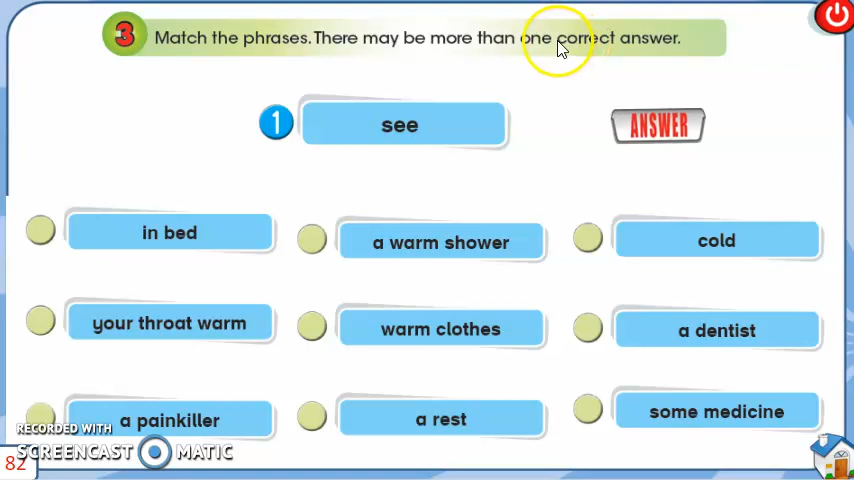 3 Match the phrases. There may be more than one correct answer.
1 see ANSWER
in bed a warm shower cold
your throat warm warm clothes a dentist
a painkiller a rest some medicine
RECORDED WITH
SCREENCAST MATIC
82